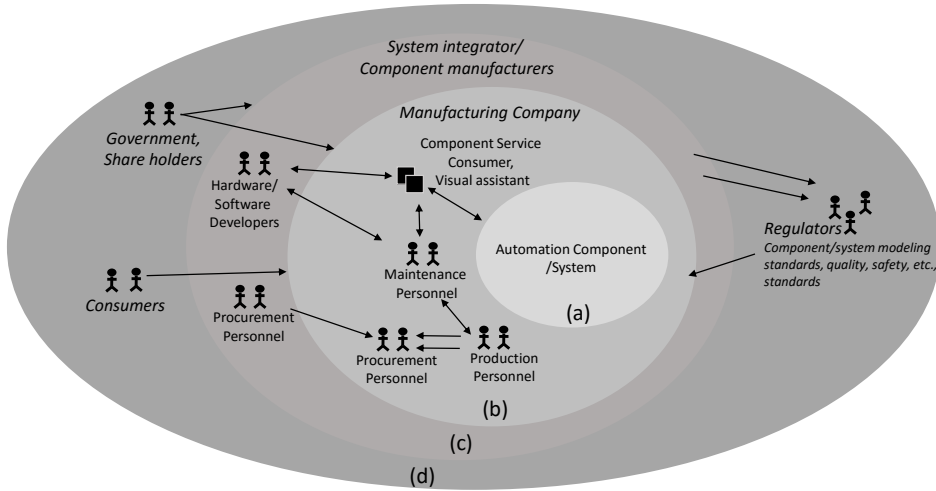 System integrator/
Component manufacturers
Manufacturing Company
Government,
Share holders
Component Service
Consumer,
Visual assistant
Hardware/
Software
Developers
Regulators
Component/system modeling
standards, quality, safety, etc.,
standards
Automation Component
/System
Maintenance
Personnel
(a)
Consumers
Procurement
Personnel
Procurement
Personnel
Production
Personnel
(b)
(c)
(d)